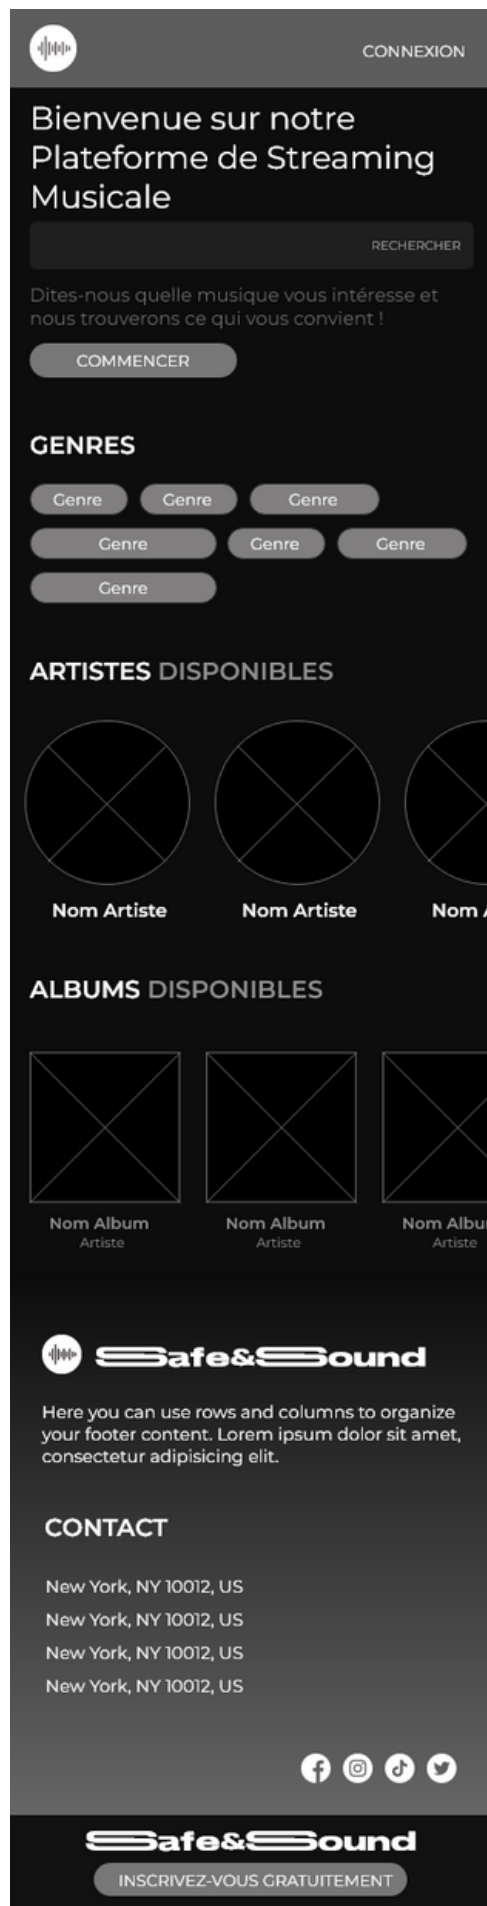 CONNEXION
Bienvenue sur notre
Plateforme de Streaming
Musicale
RECHERCHER
Dites-nous quelle musique vous intéresse et
nous trouverons ce qui vous convient !
COMMENCER
GENRES
Genre Genre Genre
Genre Genre Genre
Genre
ARTISTES DISPONIBLES
Nom Artiste Nom Artiste Nom
ALBUMS DISPONIBLES
Nom Album Nom Album Nom Albu
Artiste Artiste Artiste
Safe&Sound
Here you can use rows and columns to organize
your footer content. Lorem ipsum dolor sit amet,
consectetur adipisicing elit.
CONTACT
New York, NY 10012, US
New York, NY 10012, US
New York, NY 10012, US
New York, NY 10012, US
Safe&Sound
INSCRIVEZ-VOUS GRATUITEMENT